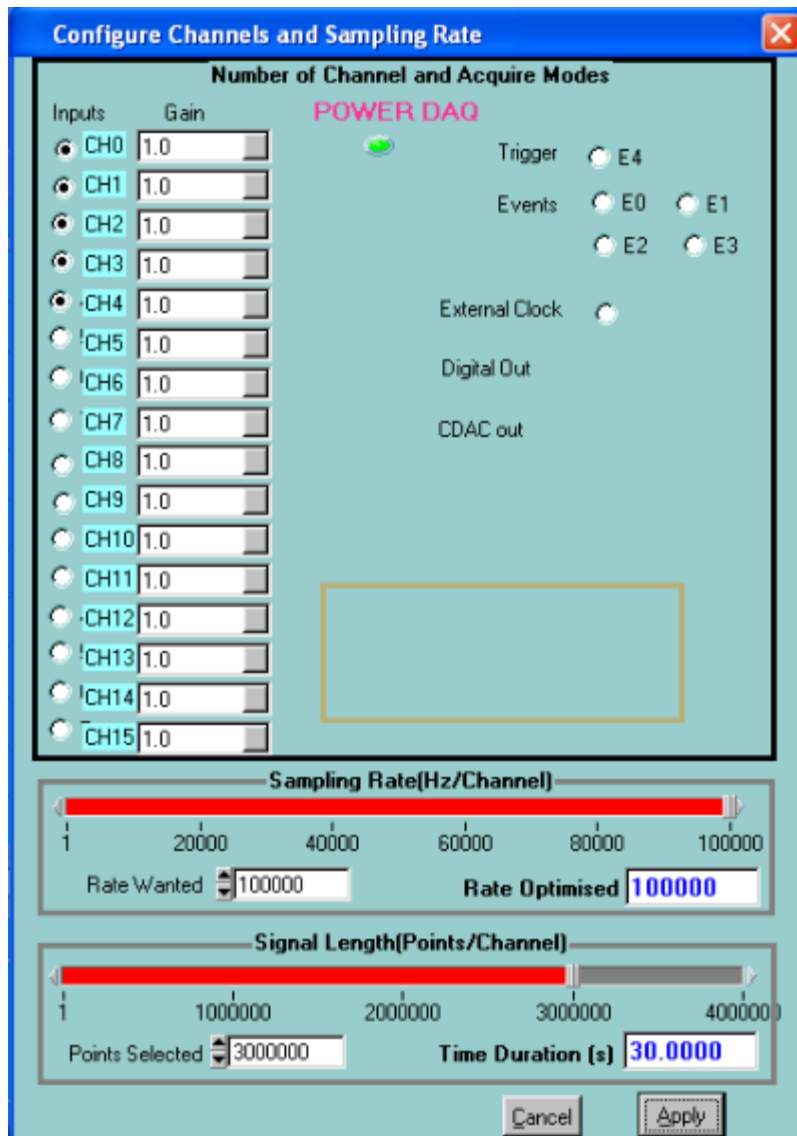 Configure Channels and Sampling Rate
Number of Channel and Acquire Modes
Inputs Gain POWER DAQ
CH0 1.0
Trigger E4
CH1 1.0
Events E0 E1
CH2 1.0
E2 E3
CH3 1.0
CH4 1.0
External Clock
CH5 1.0
Digital Out
CH6 1.0
CH7 1.0
CDAC out
CH8 1.0
CH9 1.0
CH10 1.0
CH11 1.0
CH12 1.0
CH13 1.0
CH14 1.0
CH15 1.0
Sampling Rate(Hz/Channel)
1 20000 40000 60000 80000 100000
Rate Wanted 100000 Rate Optimised 100000
Signal Length(Points/Channel)
1 1000000 2000000 3000000 4000000
Points Selected 3000000 Time Duration (s) 30.0000
Cancel Apply